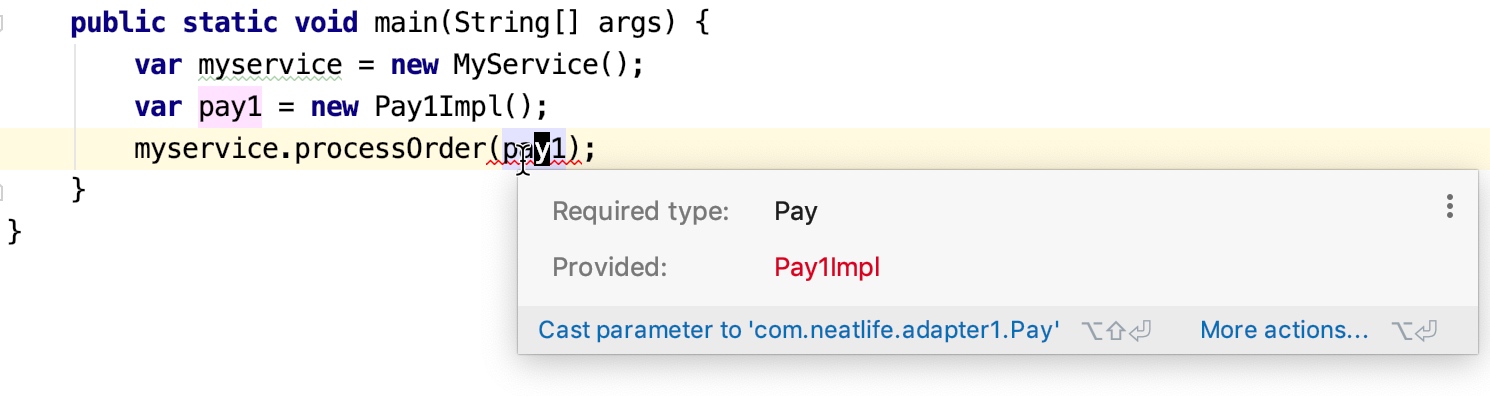 public static void main(String[] args) {
var myservice = new MyService();
var pay1 = new Pay1Impl();
myservice.processOrder(pay1);
}
}
Required type: Pay
Provided: Pay1Impl
Cast parameter to 'com.neatlife.adapter1.Pay' ⌥⇧⏎ More actions... ⌥⏎